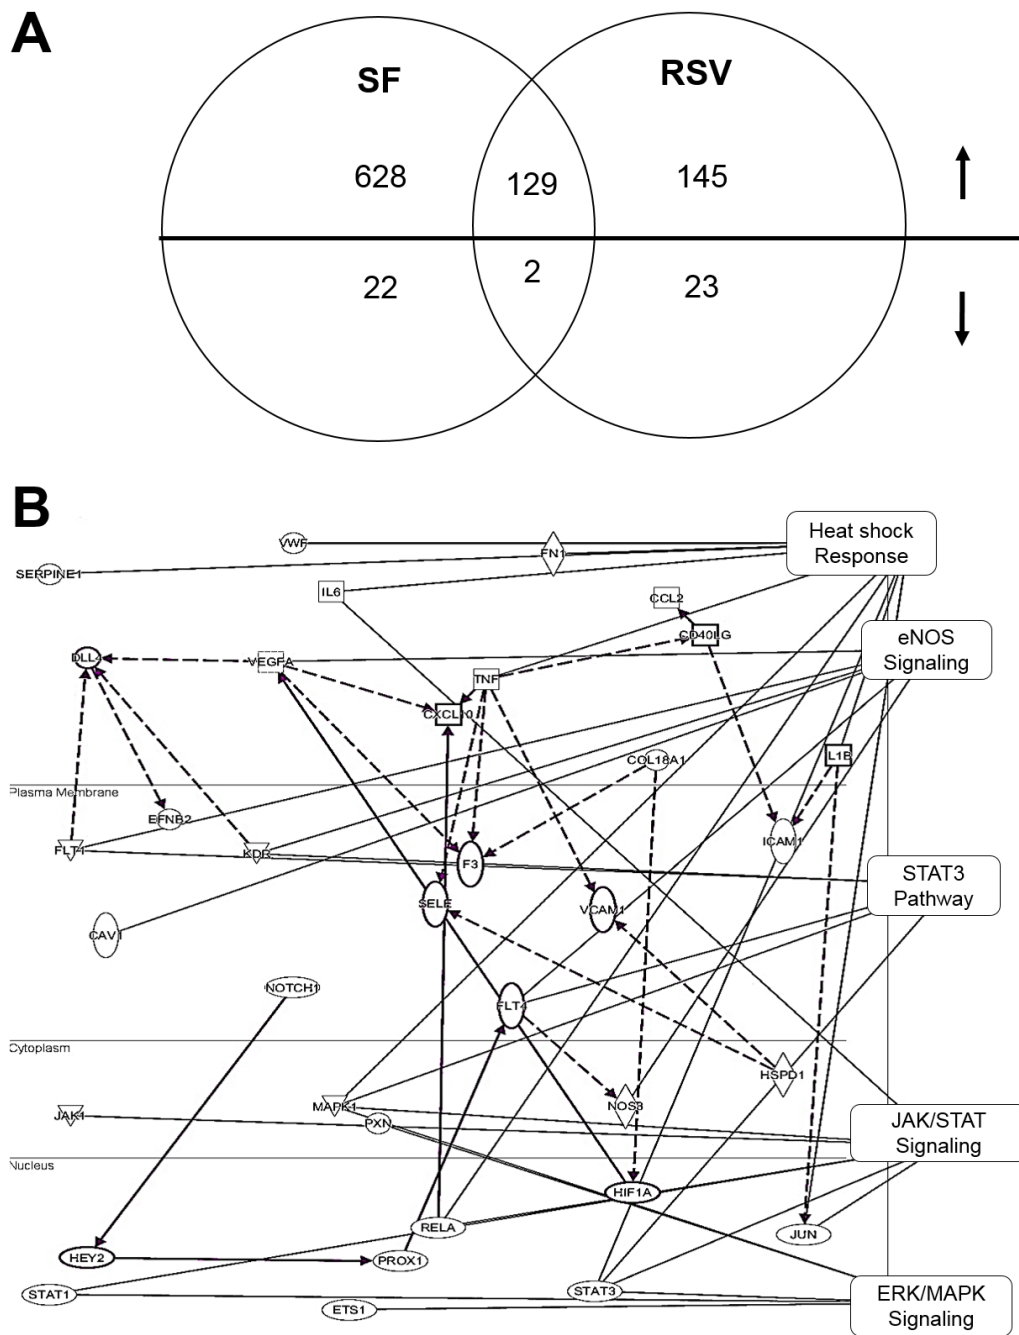 A
SF
RSV
628
129
145
22
2
23
B
Heat shock
Response
VWF
FN1
SERPINE1
IL6
CCL2
CD40LG
eNOS
Signaling
DLL4
VEGFA
TNF
CXCL10
COL18A1
IL1B
Plasma Membrane
EFNB2
FLT1
KDR
ICAM1
F3
STAT3
Pathway
SELE
VCAM1
CAV1
NOTCH1
FLT4
Cytoplasm
HSPD1
MAPK1
NOS3
JAK1
PXN
JAK/STAT
Signaling
Nucleus
HIF1A
RELA
JUN
HEY2
PROX1
STAT1
STAT3
ETS1
ERK/MAPK
Signaling